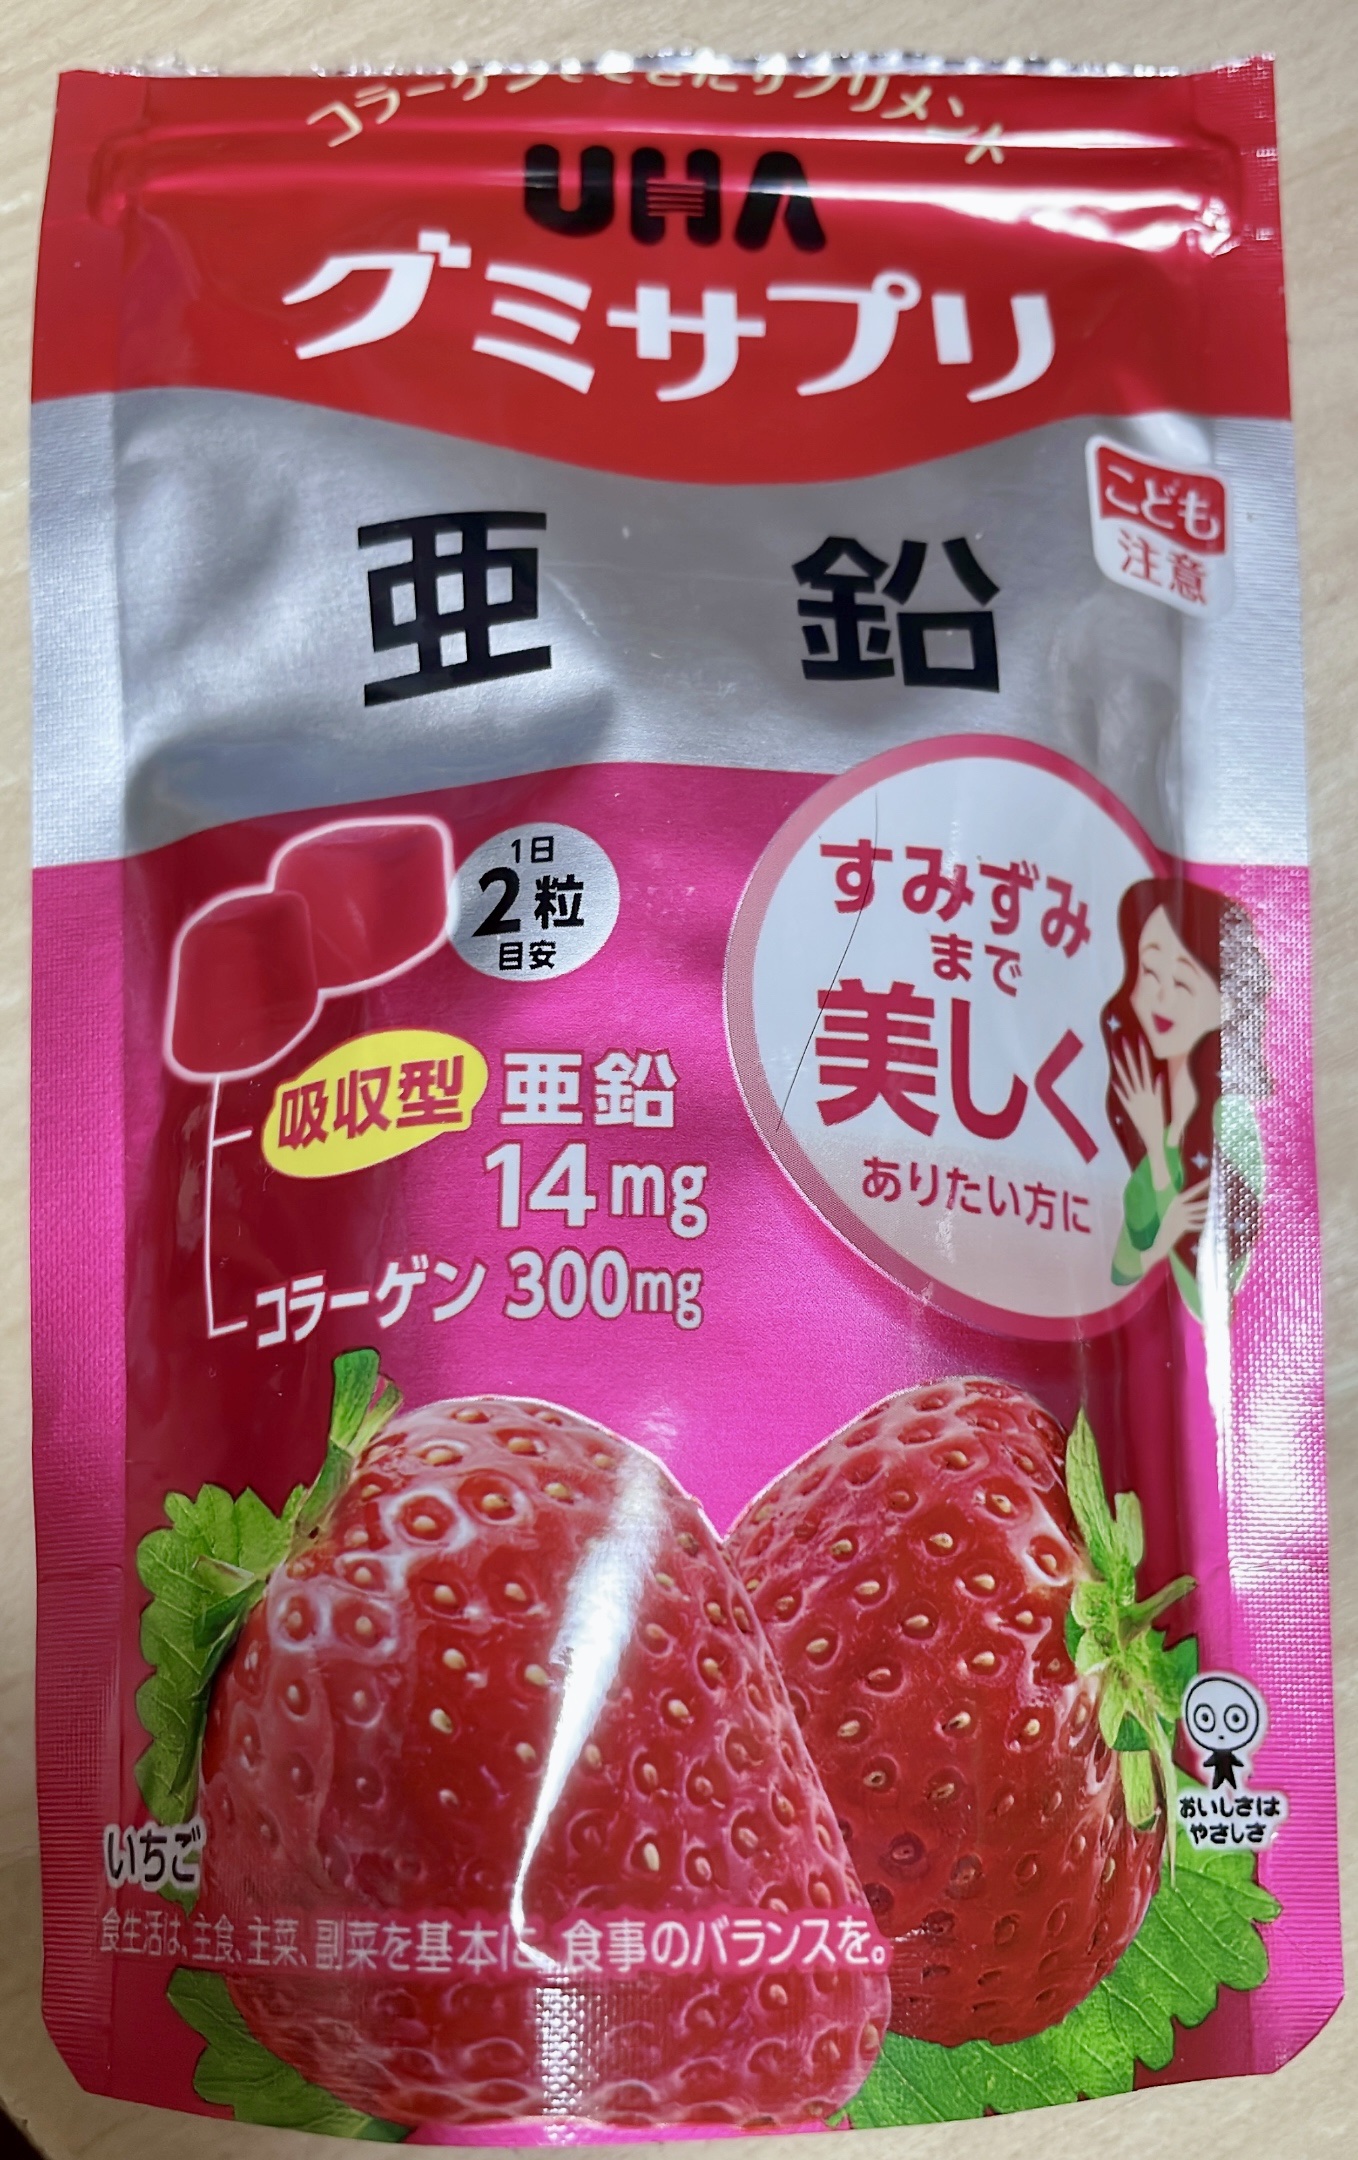 コラーゲンでできたサプリメント
UHA
グミサプリ
こども
注意
亜鉛
1日
2粒
目安
すみずみ
まで
美しく
ありたい方に
吸収型 亜鉛
14mg
コラーゲン 300mg
おいしさは
やさしさ
いちご
食生活は、主食、主菜、副菜を基本に、食事のバランスを。